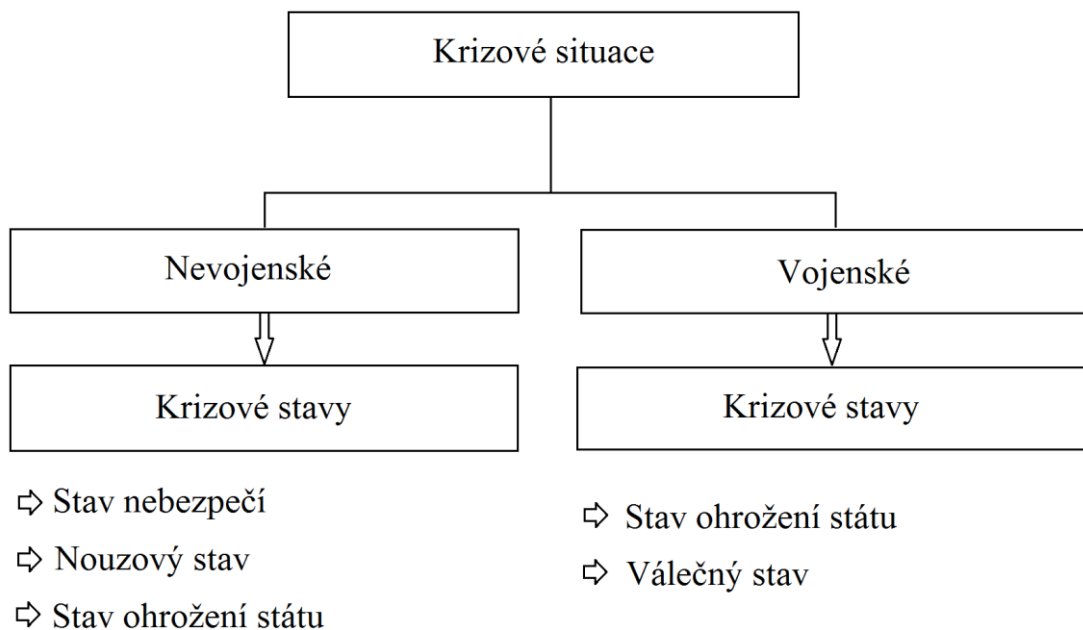 Krizové situace
Nevojenské
Vojenské
Krizové stavy
Krizové stavy
Stav nebezpečí
Nouzový stav
Stav ohrožení státu
Stav ohrožení státu
Válečný stav